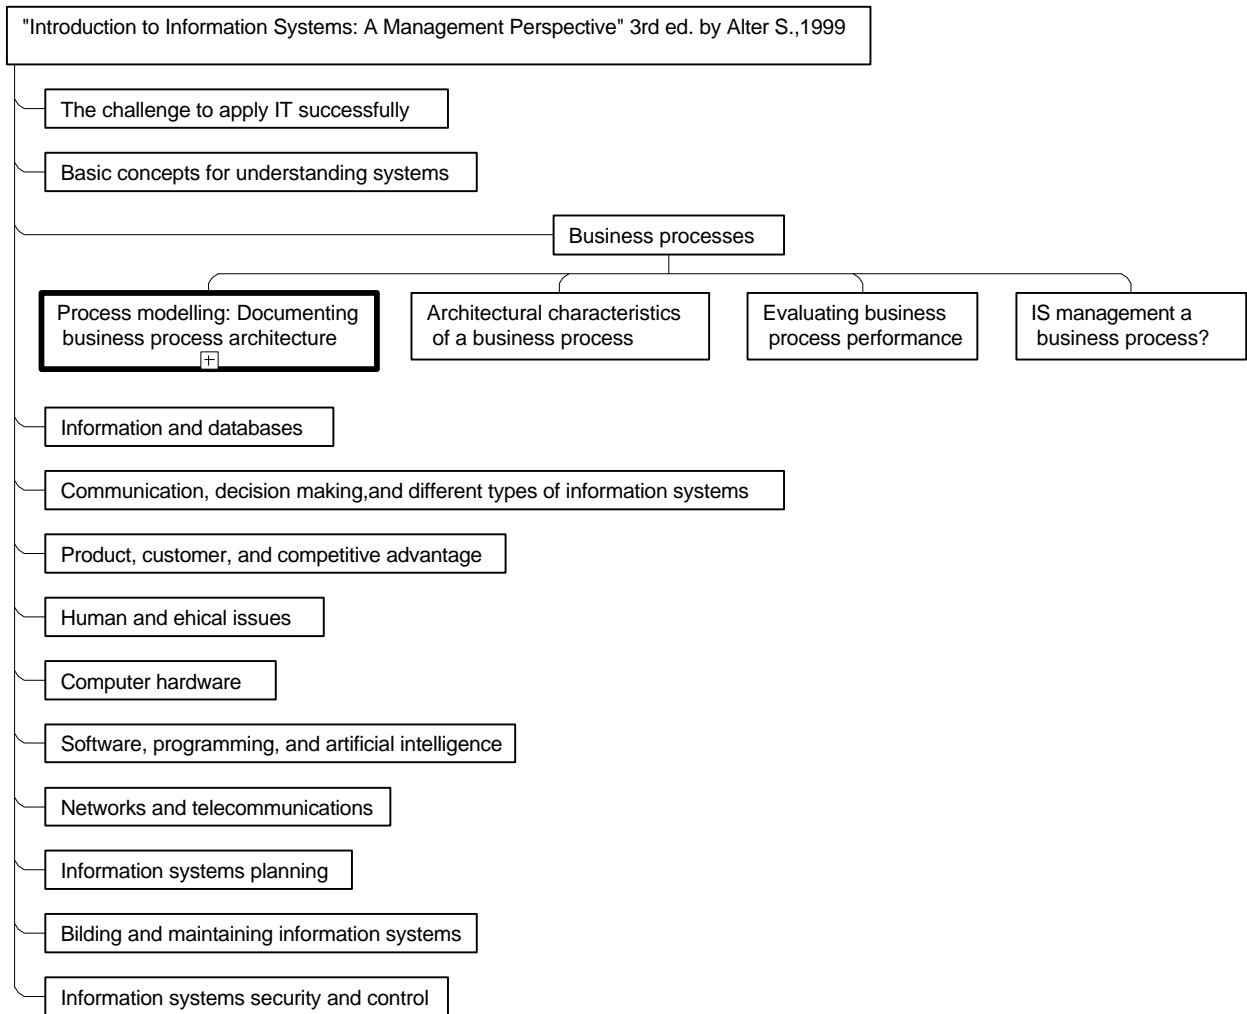 "Introduction to Information Systems: A Management Perspective" 3rd ed. by Alter S.,1999
The challenge to apply IT successfully
Basic concepts for understanding systems
Business processes
Process modelling: Documenting
business process architecture
Architectural characteristics
of a business process
Evaluating business
process performance
IS management a
business process?
Information and databases
Communication, decision making,and different types of information systems
Product, customer, and competitive advantage
Human and ehical issues
Computer hardware
Software, programming, and artificial intelligence
Networks and telecommunications
Information systems planning
Bilding and maintaining information systems
Information systems security and control